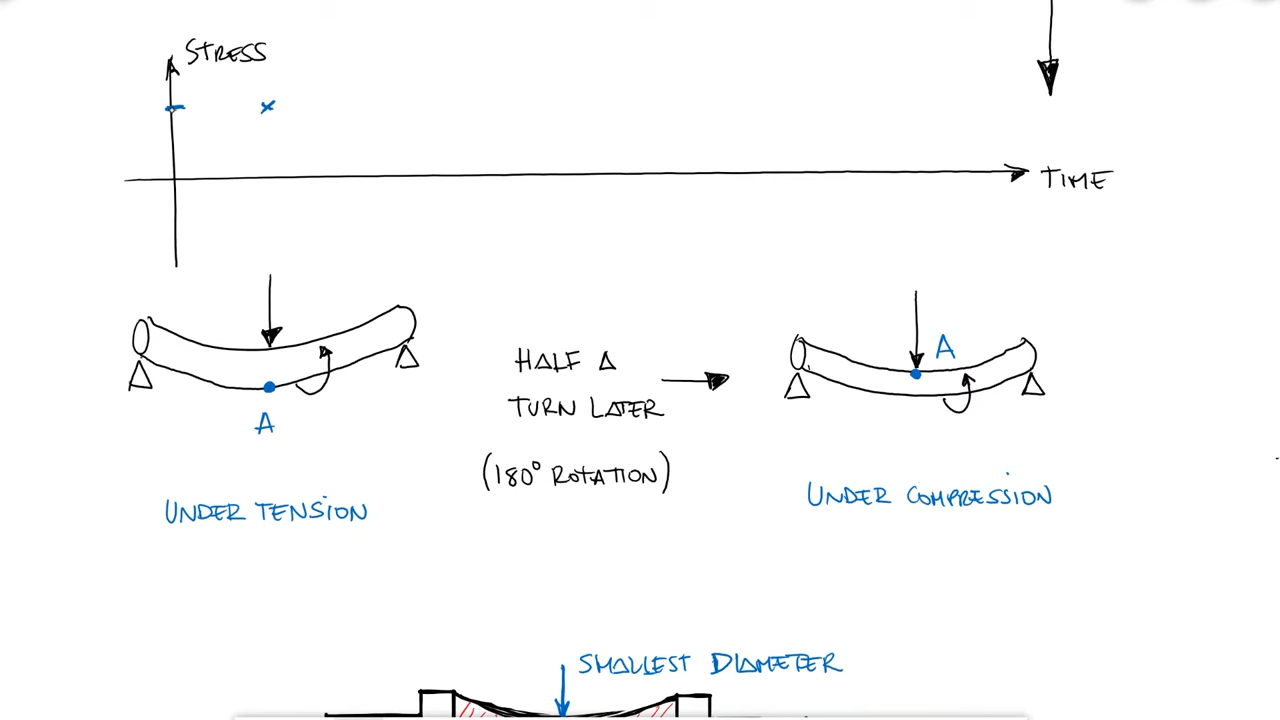 STRESS
TIME
A
UNDER TENSION
HALF A
TURN LATER
(180° ROTATION)
A
UNDER COMPRESSION
SMALLEST DIAMETER